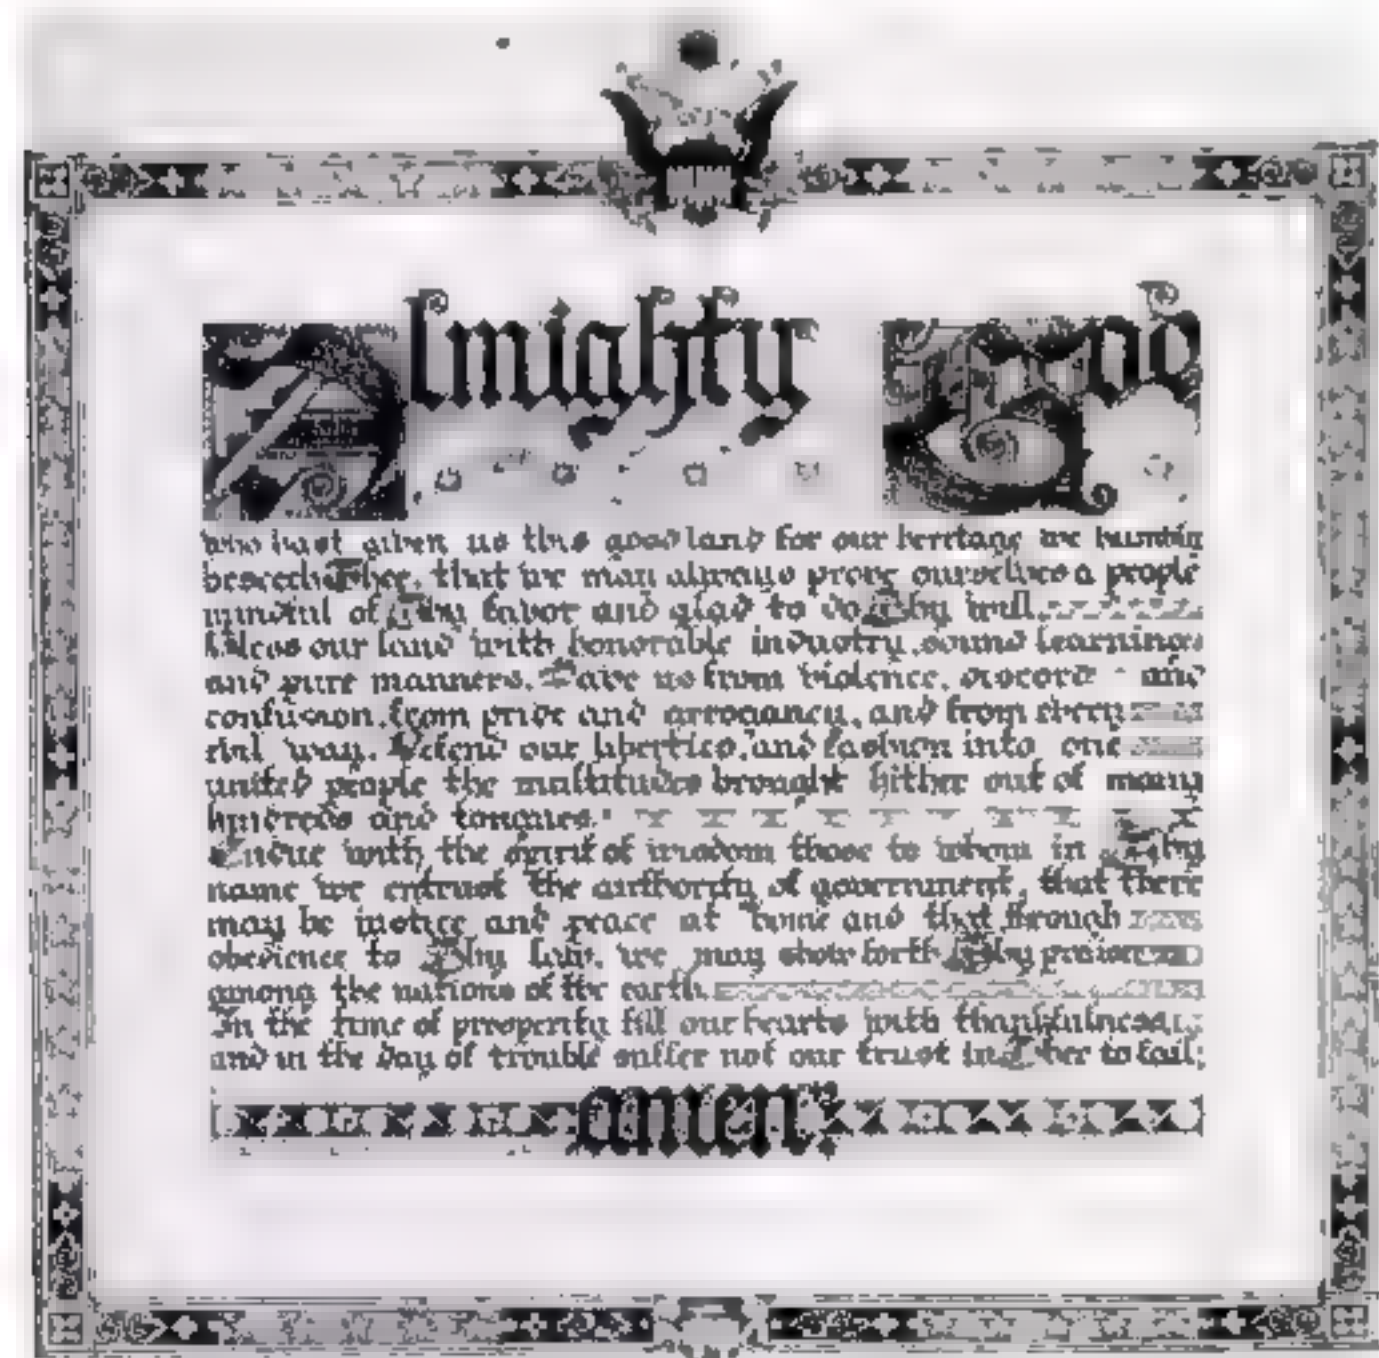 Almighty God
who hast given us this good land for our heritage we humbly
beseech Thee, that we may always prove ourselves a people
mindful of Thy favor and glad to do Thy will.
Bless our land with honorable industry, sound learning,
and pure manners. Save us from violence, discord - and
confusion, from pride and arrogancy, and from every
evil way. Defend our liberties, and fashion into one
united people the multitudes brought hither out of many
kindreds and tongues.
Endue with the spirit of wisdom those to whom in Thy
name we entrust the authority of government, that there
may be justice and peace at home and that through
obedience to Thy law, we may show forth Thy praise
among the nations of the earth.
In the time of prosperity fill our hearts with thankfulness,
and in the day of trouble suffer not our trust in Thee to fail;
amen.